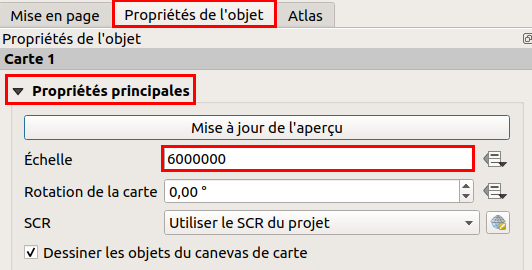 Mise en page Propriétés de l'objet Atlas
Propriétés de l'objet
Carte 1
Propriétés principales
Mise à jour de l'aperçu
Échelle 6000000
Rotation de la carte 0,00 °
SCR Utiliser le SCR du projet
Dessiner les objets du canevas de carte